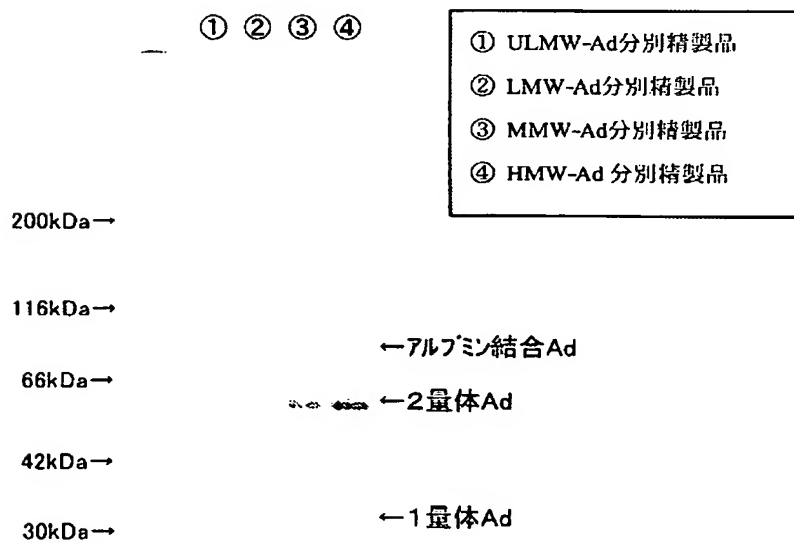 ① ② ③ ④
① ULMW-Ad分別精製品
② LMW-Ad分別精製品
③ MMW-Ad分別精製品
④ HMW-Ad 分別精製品
200kDa→
116kDa→
←アルブミン結合Ad
66kDa→
←2量体Ad
42kDa→
←1量体Ad
30kDa→